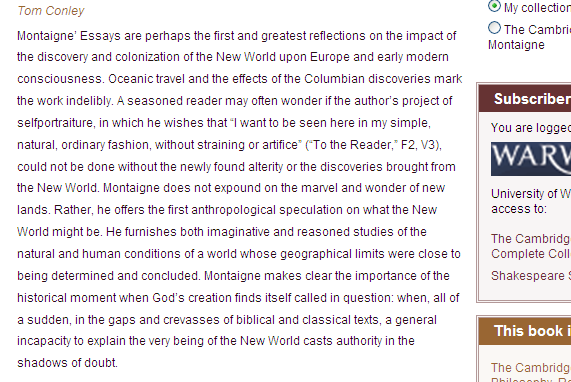 Tom Conley
Montaigne' Essays are perhaps the first and greatest reflections on the impact of
the discovery and colonization of the New World upon Europe and early modern
consciousness. Oceanic travel and the effects of the Columbian discoveries mark
the work indelibly. A seasoned reader may often wonder if the author's project of
selfportraiture, in which he wishes that “I want to be seen here in my simple,
natural, ordinary fashion, without straining or artifice” (“To the Reader,” F2, V3),
could not be done without the newly found alterity or the discoveries brought from
the New World. Montaigne does not expound on the marvel and wonder of new
lands. Rather, he offers the first anthropological speculation on what the New
World might be. He furnishes both imaginative and reasoned studies of the
natural and human conditions of a world whose geographical limits were close to
being determined and concluded. Montaigne makes clear the importance of the
historical moment when God's creation finds itself called in question: when, all of
a sudden, in the gaps and crevasses of biblical and classical texts, a general
incapacity to explain the very being of the New World casts authority in the
shadows of doubt.
My collection
The Cambri
Montaigne
Subscriber
You are logged
WARW
University of W
access to:
The Cambridg
Complete Coll
Shakespeare S
This book i
The Cambridg
Philosophy, Re